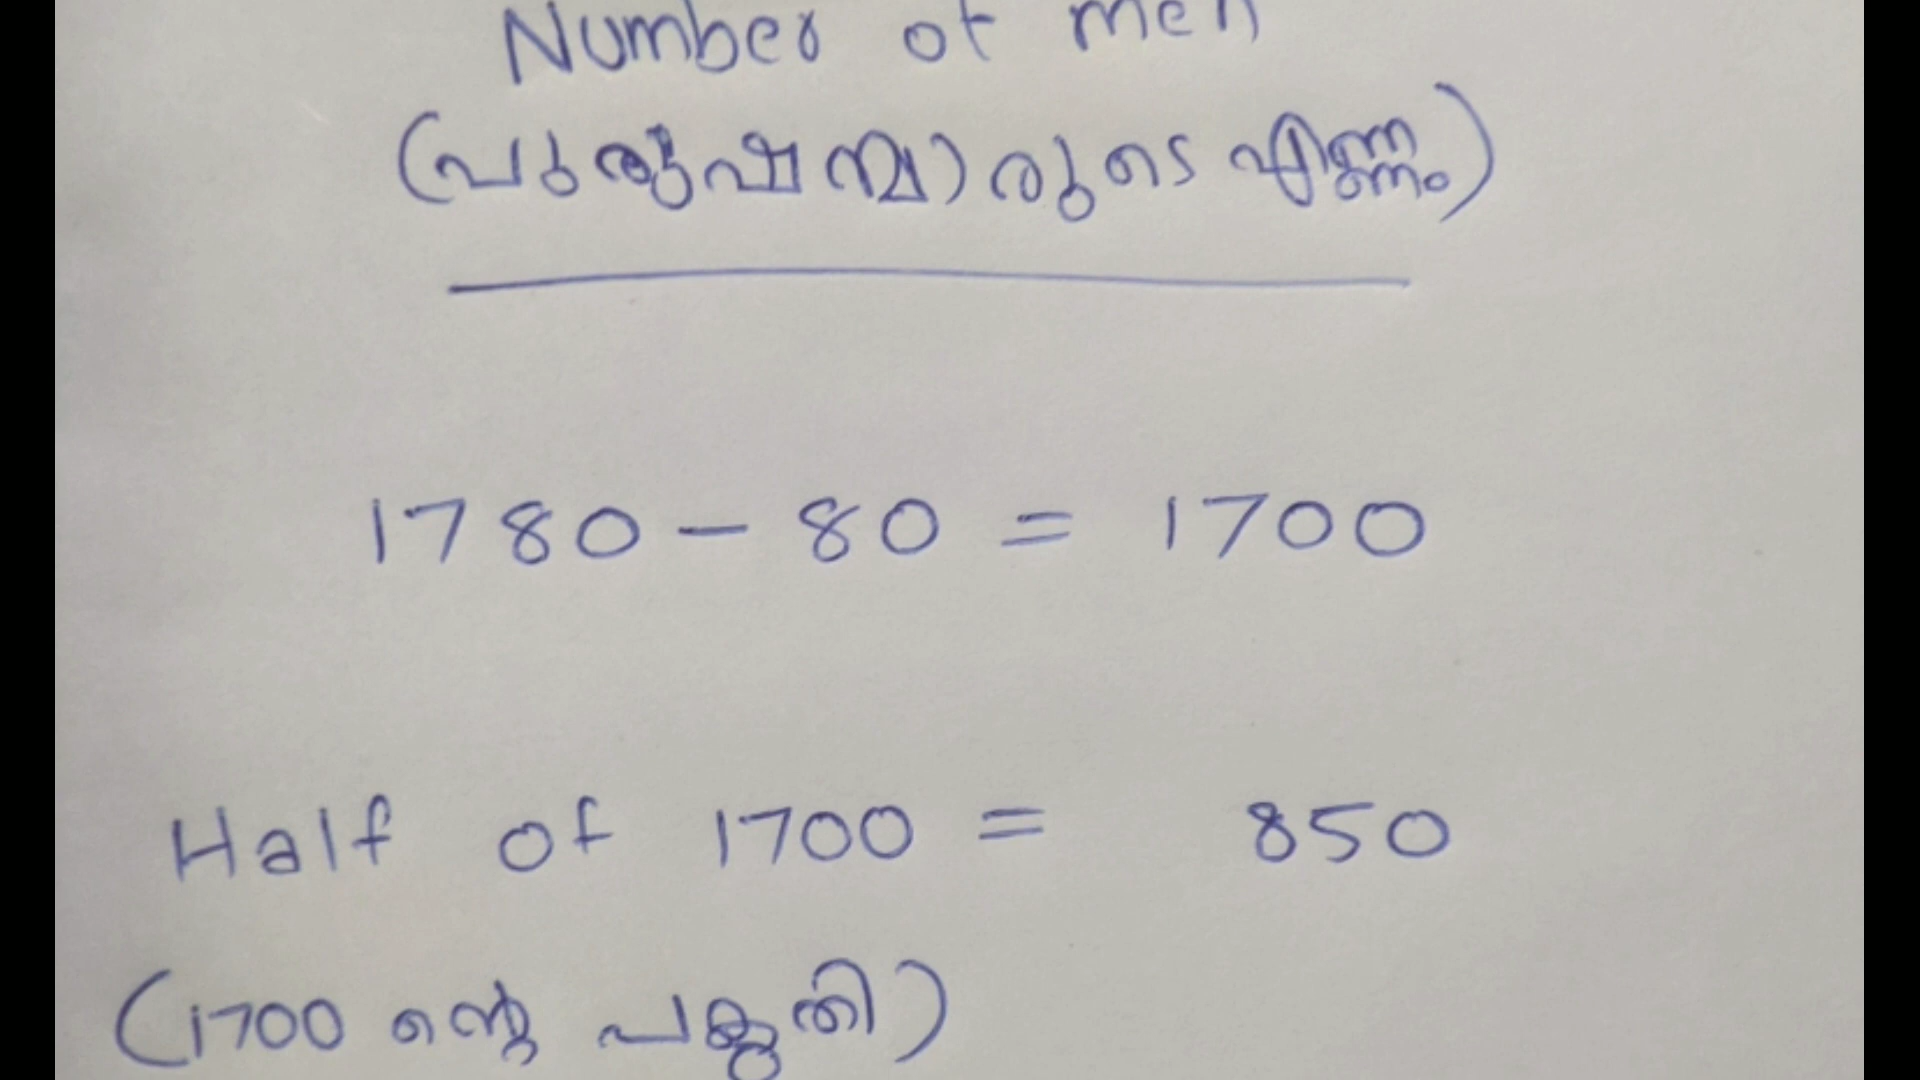 Number of men
(പുരുഷന്മാരുടെ എണ്ണം)
1780 - 80 = 1700
Half of 1700 = 850
(1700 ന്റെ പകുതി)